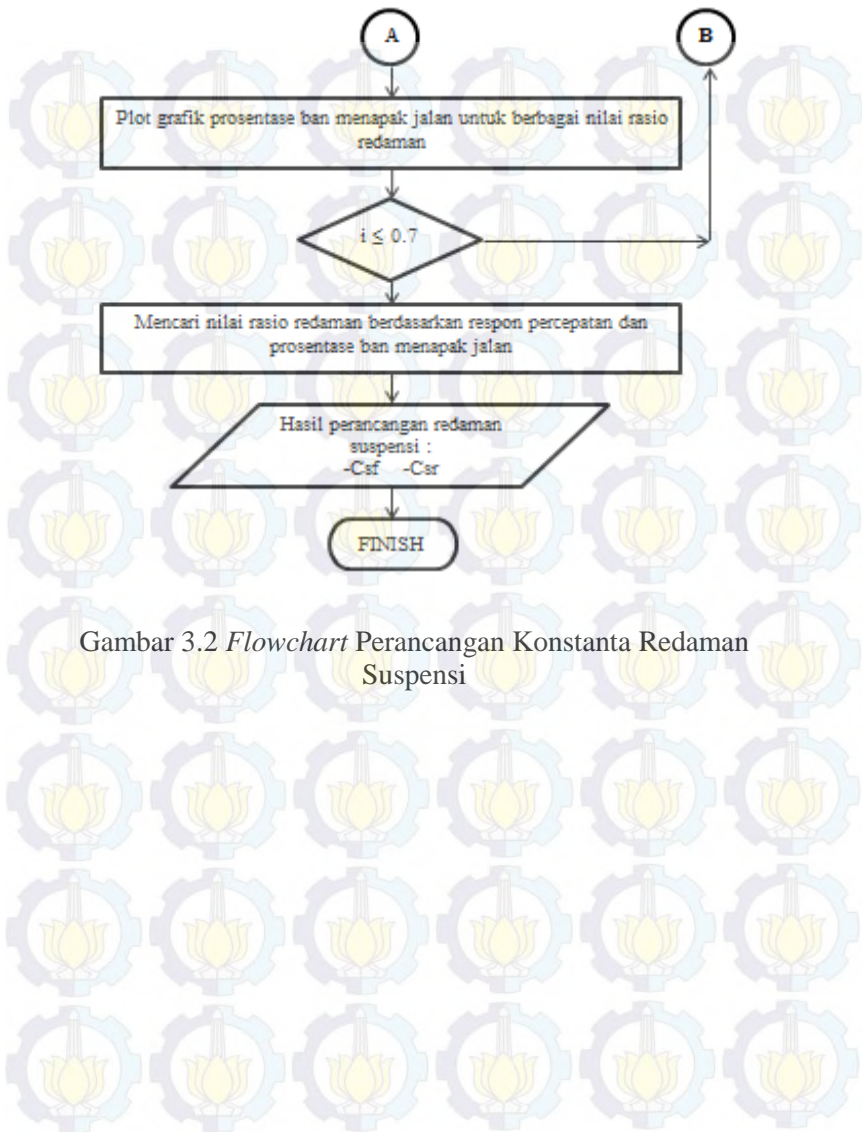 A
B
Plot grafik prosentase ban menapak jalan untuk berbagai nilai rasio
redaman
i ≤ 0.7
Mencari nilai rasio redaman berdasarkan respon percepatan dan
prosentase ban menapak jalan
Hasil perancangan redaman
suspensi :
-Csf -Csr
FINISH
Gambar 3.2 Flowchart Perancangan Konstanta Redaman
Suspensi